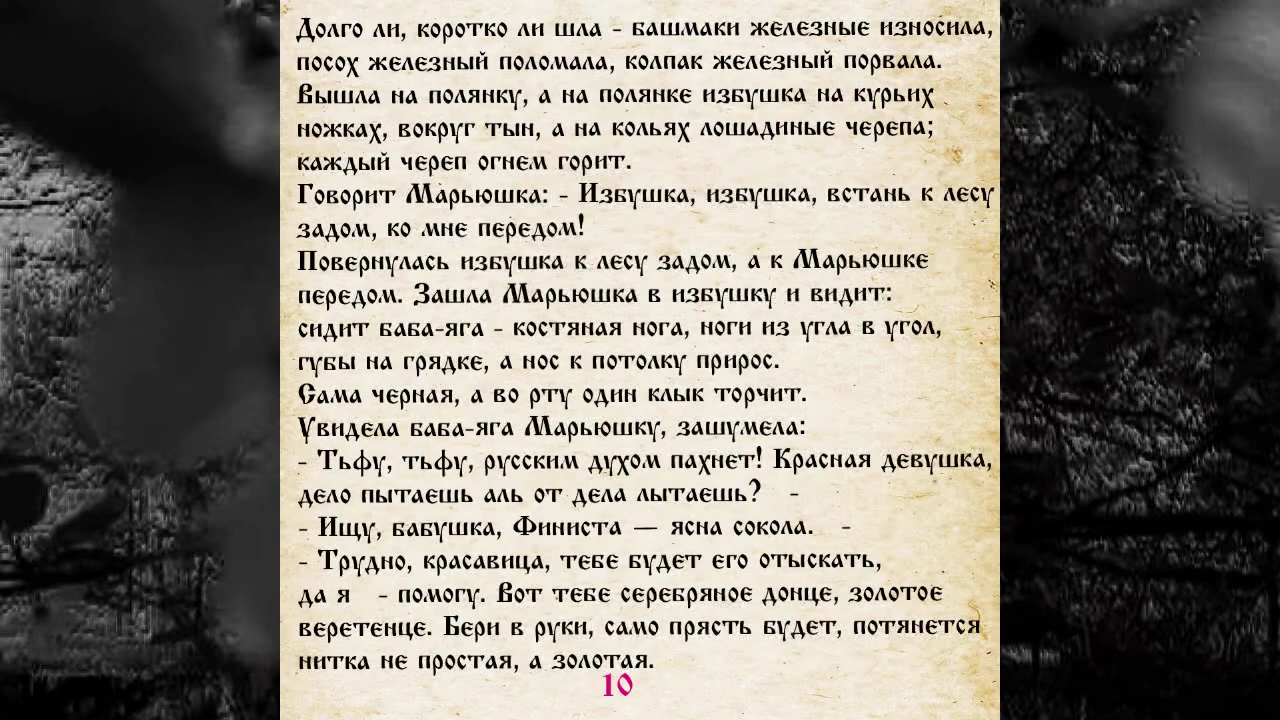 Долго ли, коротко ли шла - башмаки железные износила,
посох железный поломала, колпак железный порвала.
Вышла на полянку, а на полянке избушка на курьих
ножках, вокруг тын, а на кольях лошадиные черепа;
каждый череп огнем горит.
Говорит Марьюшка: - Избушка, избушка, встань к лесу
задом, ко мне передом!
Повернулась избушка к лесу задом, а к Марьюшке
передом. Зашла Марьюшка в избушку и видит:
сидит баба-яга - костяная нога, ноги из угла в угол,
губы на грядке, а нос к потолку прирос.
Сама черная, а во рту один клык торчит.
Увидела баба-яга Марьюшку, зашумела:
- Тьфу, тьфу, русским духом пахнет! Красная девушка,
дело пытаешь аль от дела лытаешь? -
- Ищу, бабушка, Финиста — ясна сокола. -
- Трудно, красавица, тебе будет его отыскать,
да я - помогу. Вот тебе серебряное донце, золотое
веретенце. Бери в руки, само прясть будет, потянется
нитка не простая, а золотая.
10